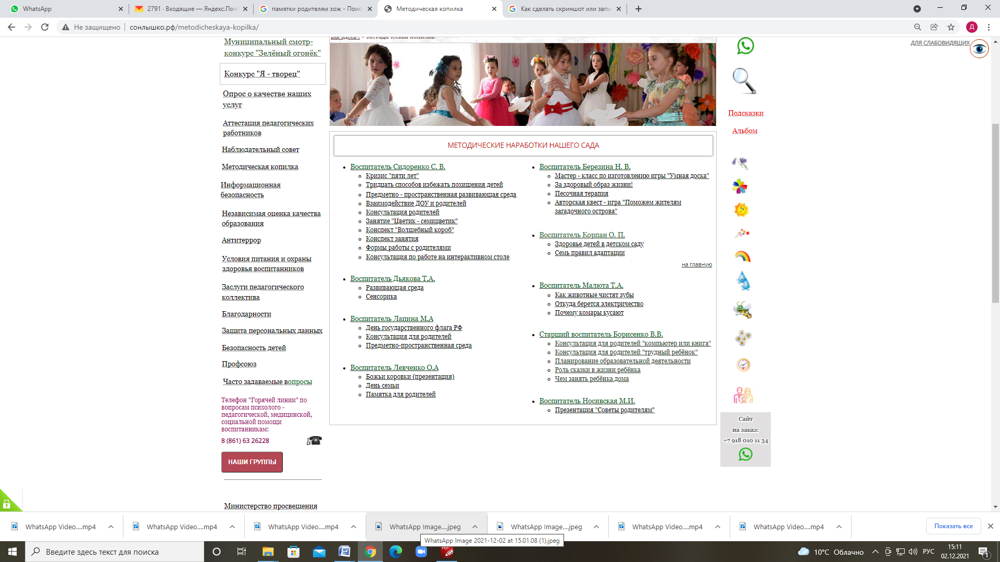 WhatsApp
2791 · Входящие — Яндекс.Почт
памятки родителям зож - Поис
Методическая копилка
Как сделать скриншот или запи
Не защищено
сонлышко.рф/metodicheskaya-kopilka/
Д
Муниципальный смотр-
конкурс "Зелёный огонёк"
Конкурс "Я - творец"
Опрос о качестве наших
услуг
Аттестация педагогических
работников
Наблюдательный совет
Методическая копилка
Информационная
безопасность
Независимая оценка качества
образования
Антитеррор
Условия питания и охраны
здоровья воспитанников
Заслуги педагогического
коллектива
Благодарности
Защита персональных данных
Безопасность детей
Профсоюз
Часто задаваемые вопросы
Телефон "Горячей линии" по
вопросам психолого -
педагогической, медицинской,
социальной помощи
воспитанникам:
8 (861) 63 26228
НАШИ ГРУППЫ
Министерство просвещения
Вы здесь: › Методическая копилка
МЕТОДИЧЕСКИЕ НАРАБОТКИ НАШЕГО САДА
Воспитатель Сидоренко С. В.
Кризис "пяти лет"
Тридцать способов избежать похищения детей
Предметно - пространственная развивающая среда
Взаимодействие ДОУ и родителей
Консультация родителей
Занятие "Цветик - семицветик"
Конспект "Волшебный короб"
Конспект занятия
Формы работы с родителями
Консультация по работе на интерактивном столе
Воспитатель Дьякова Т.А.
Развивающая среда
Сенсорика
Воспитатель Лапина М.А
День государственного флага РФ
Консультация для родителей
Предметно-пространственная среда
Воспитатель Левченко О.А
Божьи коровки (презентация)
День семьи
Памятка для родителей
Воспитатель Березина Н. В.
Мастер - класс по изготовлению игры "Умная доска"
За здоровый образ жизни!
Песочная терапия
Авторская квест - игра "Поможем жителям
загадочного острова"
Воспитатель Корпан О. П.
Здоровье детей в детском саду
Семь правил адаптации
на главную
Воспитатель Малюта Т.А.
Как животные чистят зубы
Откуда берется электричество
Почему комары кусают
Старший воспитатель Борисенко В.В.
Консультация для родителей "компьютер или книга"
Консультация для родителей "трудный ребёнок"
Планирование образовательной деятельности
Роль сказки в жизни ребёнка
Чем занять ребёнка дома
Воспитатель Носивская М.И.
Презентация "Советы родителям"
ДЛЯ СЛАБОВИДЯЩИХ
Подсказки
Альбом
Сайт
на заказ:
+7 918 010 11 34
WhatsApp Video....mp4
WhatsApp Video....mp4
WhatsApp Video....mp4
WhatsApp Image....jpeg
WhatsApp Image....jpeg
WhatsApp Video....mp4
WhatsApp Video....mp4
Показать все
WhatsApp Image 2021-12-02 at 15.01.08 (1).jpeg
Введите здесь текст для поиска
PDF
10°C Облачно
РУС
15:11
02.12.2021
1